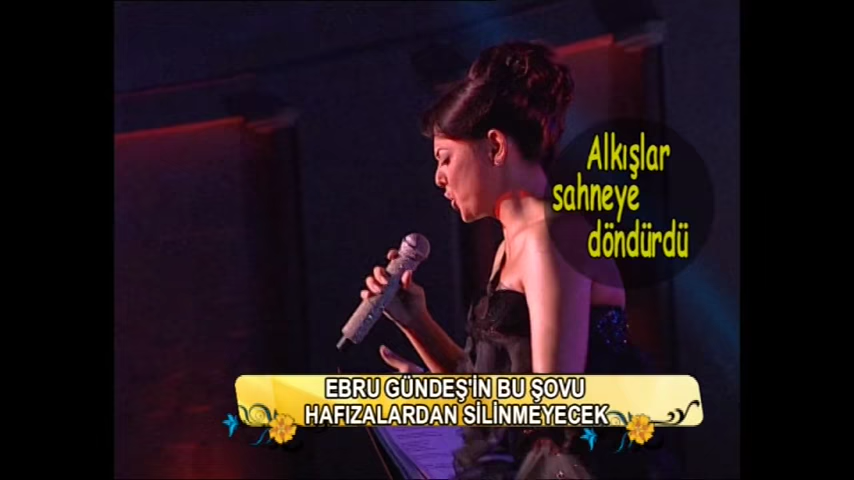 Alkışlar
sahneye
döndürdü
EBRU GÜNDEŞ'İN BU ŞOVU
HAFIZALARDAN SİLİNMEYECEK